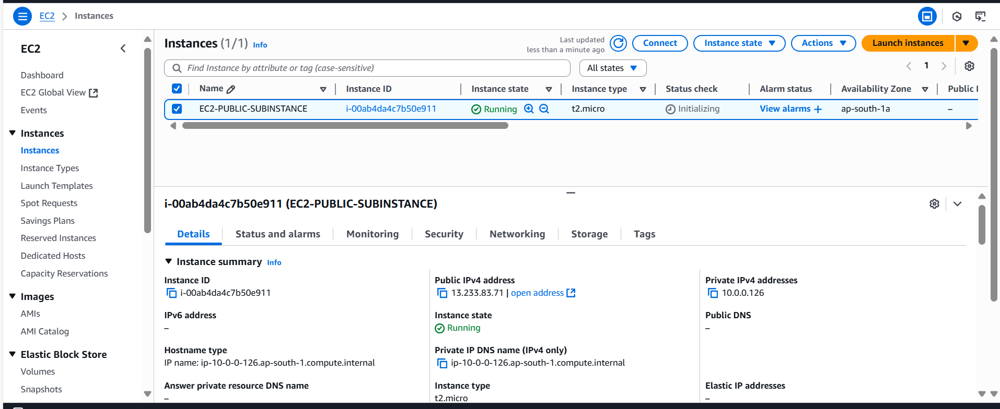 EC2 > Instances
EC2
Dashboard
EC2 Global View
Events
Instances
Instances
Instance Types
Launch Templates
Spot Requests
Savings Plans
Reserved Instances
Dedicated Hosts
Capacity Reservations
Images
AMIs
AMI Catalog
Elastic Block Store
Volumes
Snapshots
Instances (1/1) Info
Last updated
less than a minute ago
Connect
Instance state
Actions
Launch instances
Find Instance by attribute or tag (case-sensitive)
All states
1
Name Instance ID Instance state Instance type Status check Alarm status Availability Zone Public I
EC2-PUBLIC-SUBINSTANCE i-00ab4da4c7b50e911 Running t2.micro Initializing View alarms + ap-south-1a –
i-00ab4da4c7b50e911 (EC2-PUBLIC-SUBINSTANCE)
Details Status and alarms Monitoring Security Networking Storage Tags
Instance summary Info
Instance ID
i-00ab4da4c7b50e911
Public IPv4 address
13.233.83.71 | open address
Private IPv4 addresses
10.0.0.126
IPv6 address
–
Instance state
Running
Public DNS
–
Hostname type
IP name: ip-10-0-0-126.ap-south-1.compute.internal
Private IP DNS name (IPv4 only)
ip-10-0-0-126.ap-south-1.compute.internal
Answer private resource DNS name
–
Instance type
t2.micro
Elastic IP addresses
–